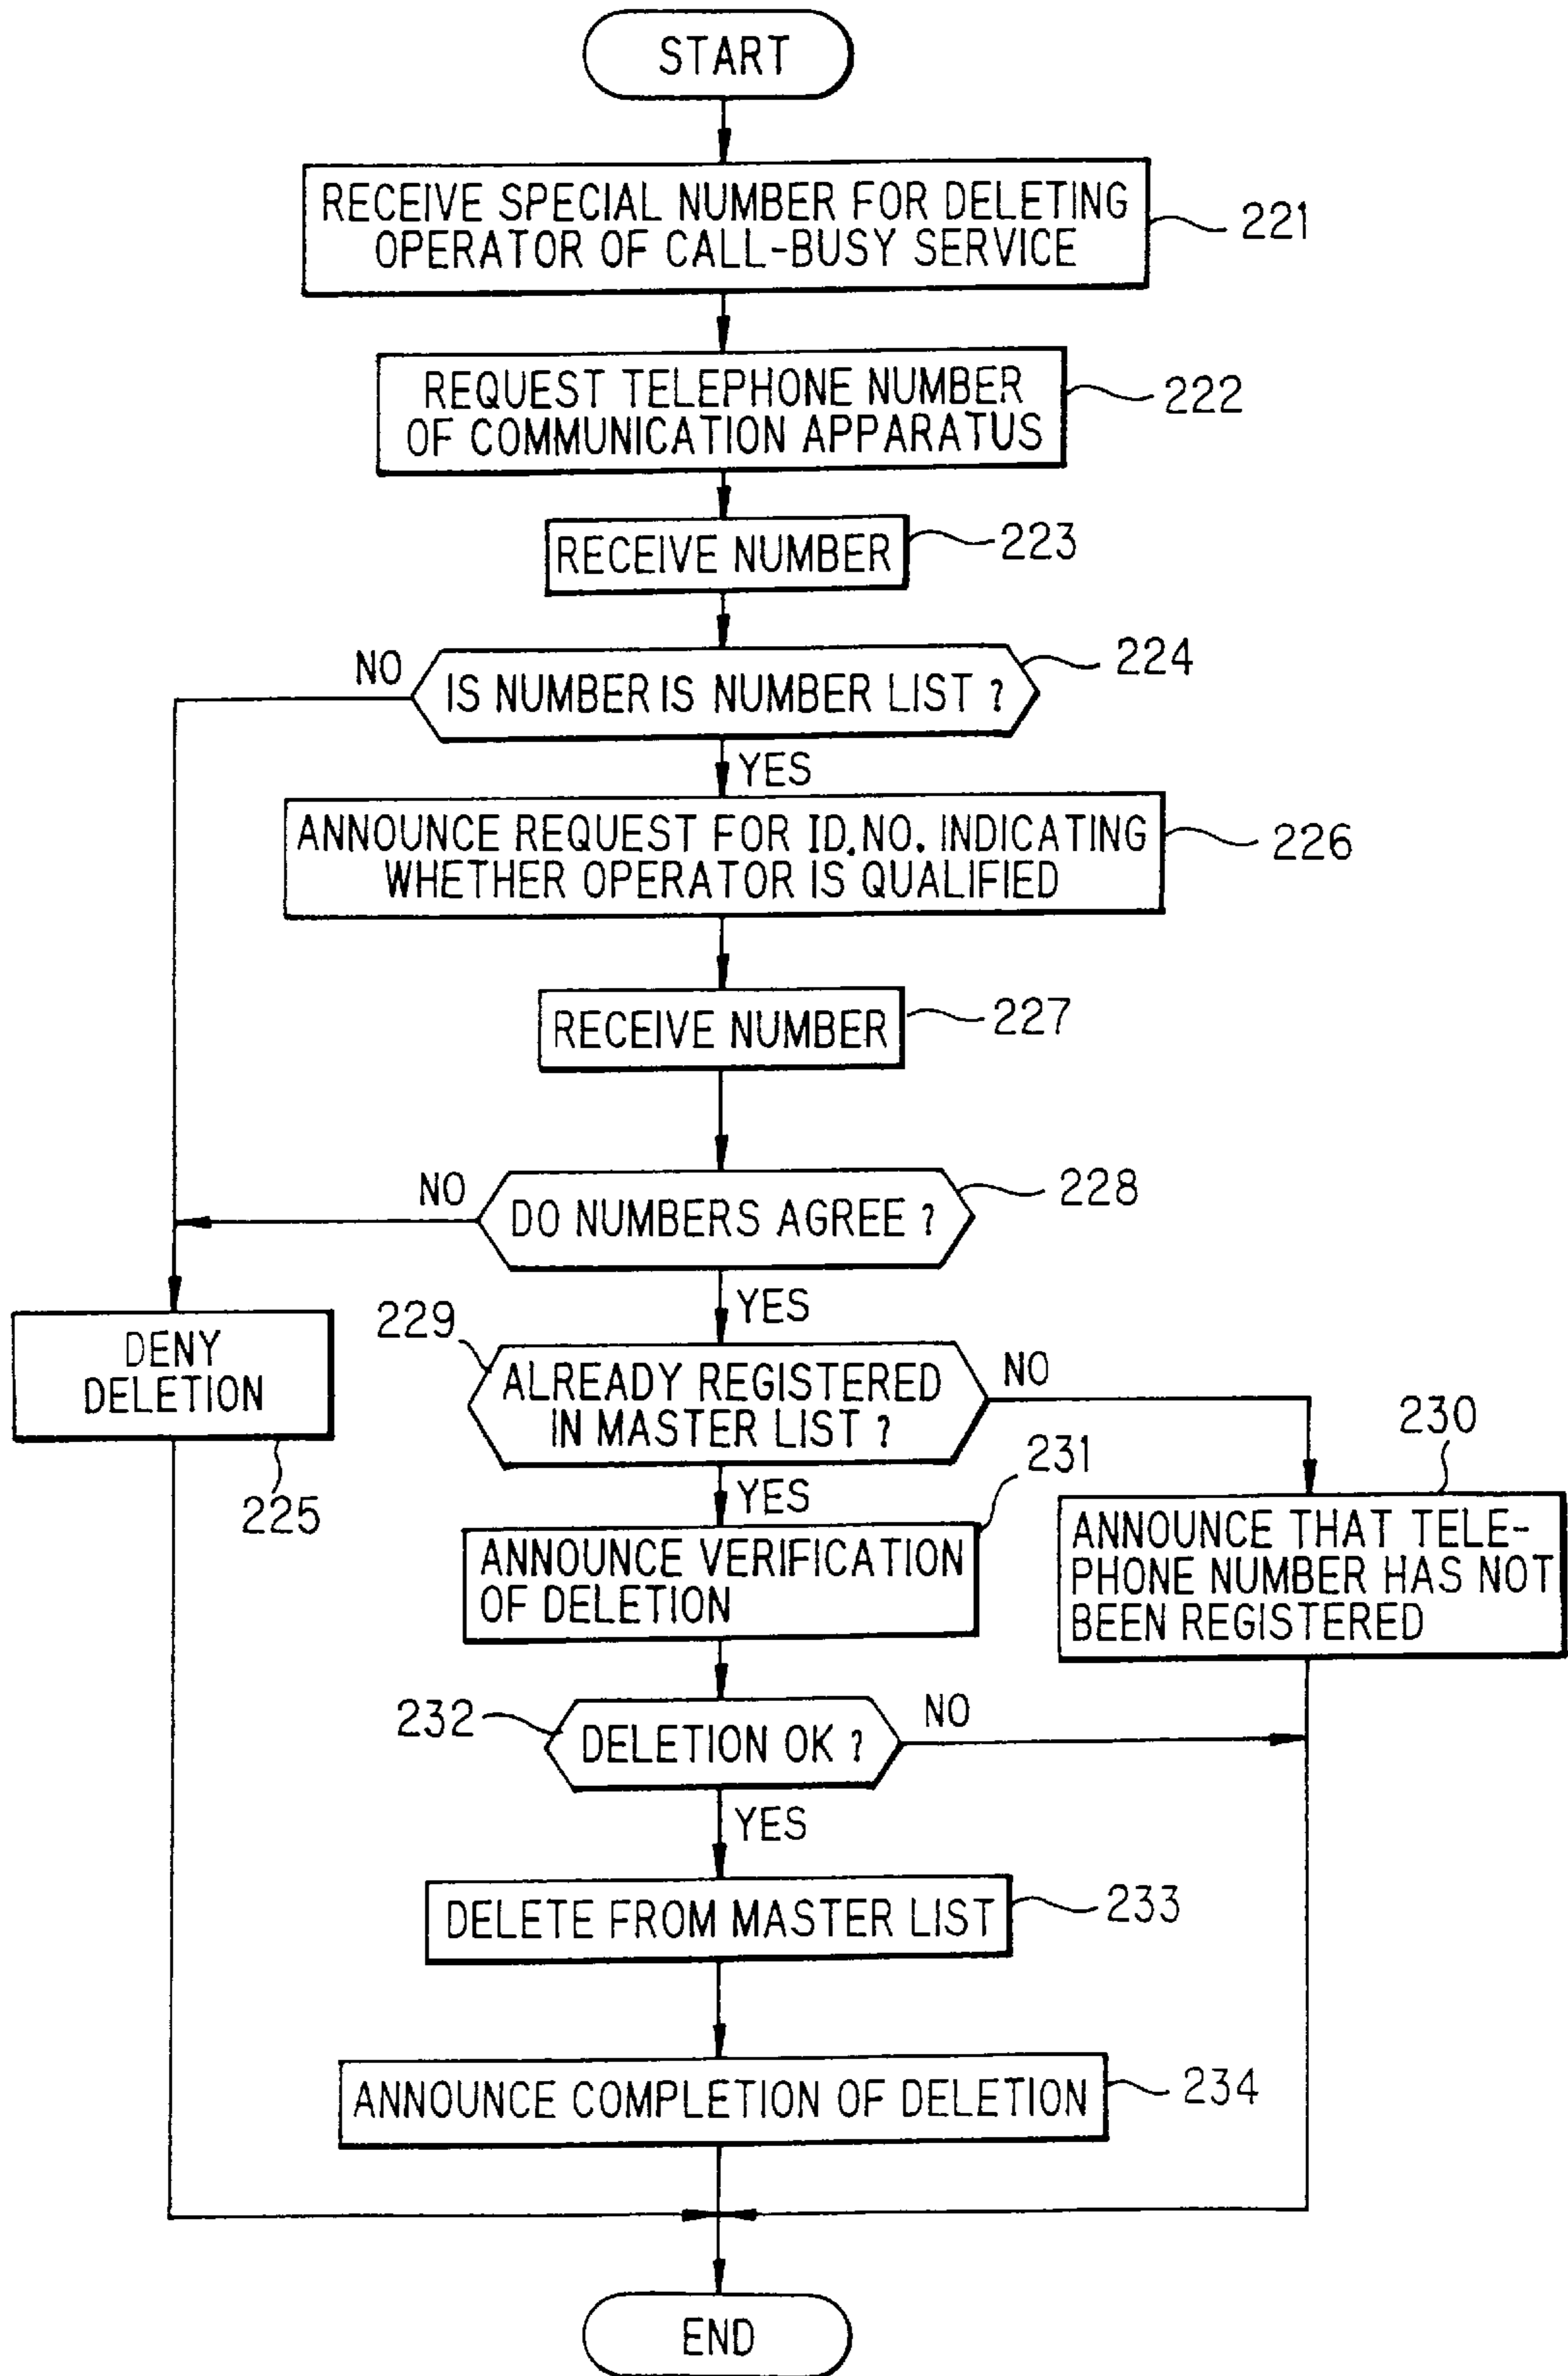 START
RECEIVE SPECIAL NUMBER FOR DELETING
OPERATOR OF CALL-BUSY SERVICE
221
REQUEST TELEPHONE NUMBER
OF COMMUNICATION APPARATUS
222
RECEIVE NUMBER
223
NO
IS NUMBER IS NUMBER LIST ?
224
YES
ANNOUNCE REQUEST FOR ID.NO. INDICATING
WHETHER OPERATOR IS QUALIFIED
226
RECEIVE NUMBER
227
NO
DO NUMBERS AGREE ?
228
YES
DENY
DELETION
225
229
ALREADY REGISTERED
IN MASTER LIST ?
NO
YES
230
ANNOUNCE THAT TELE-
PHONE NUMBER HAS NOT
BEEN REGISTERED
231
ANNOUNCE VERIFICATION
OF DELETION
232
DELETION OK ?
NO
YES
DELETE FROM MASTER LIST
233
ANNOUNCE COMPLETION OF DELETION
234
END